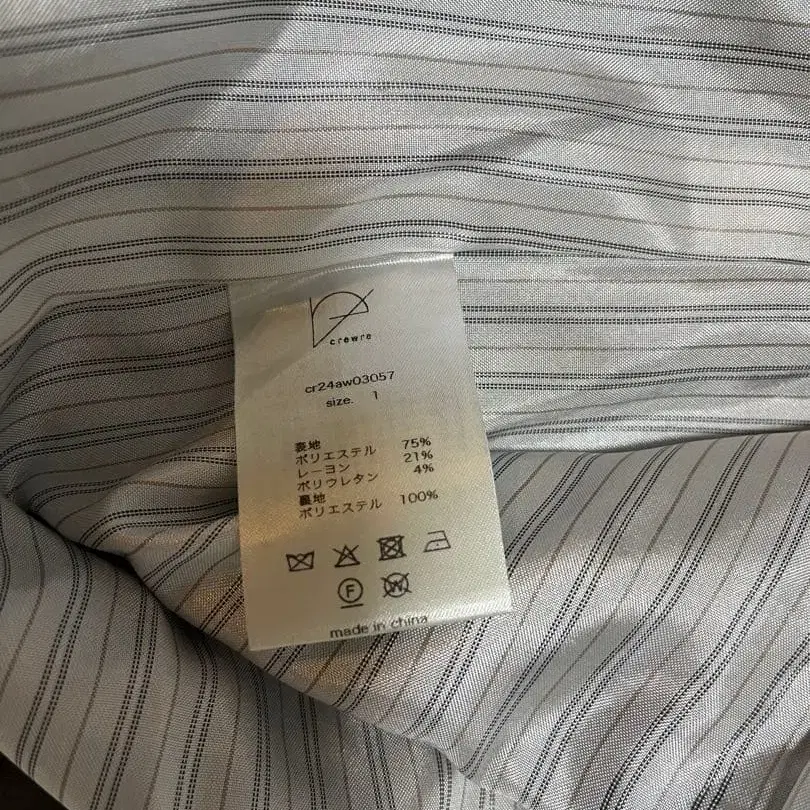 crewre
cr24aw03057
size. 1
表地
ポリエステル 75%
レーヨン 21%
ポリウレタン 4%
裏地
ポリエステル 100%
F
W
made in china